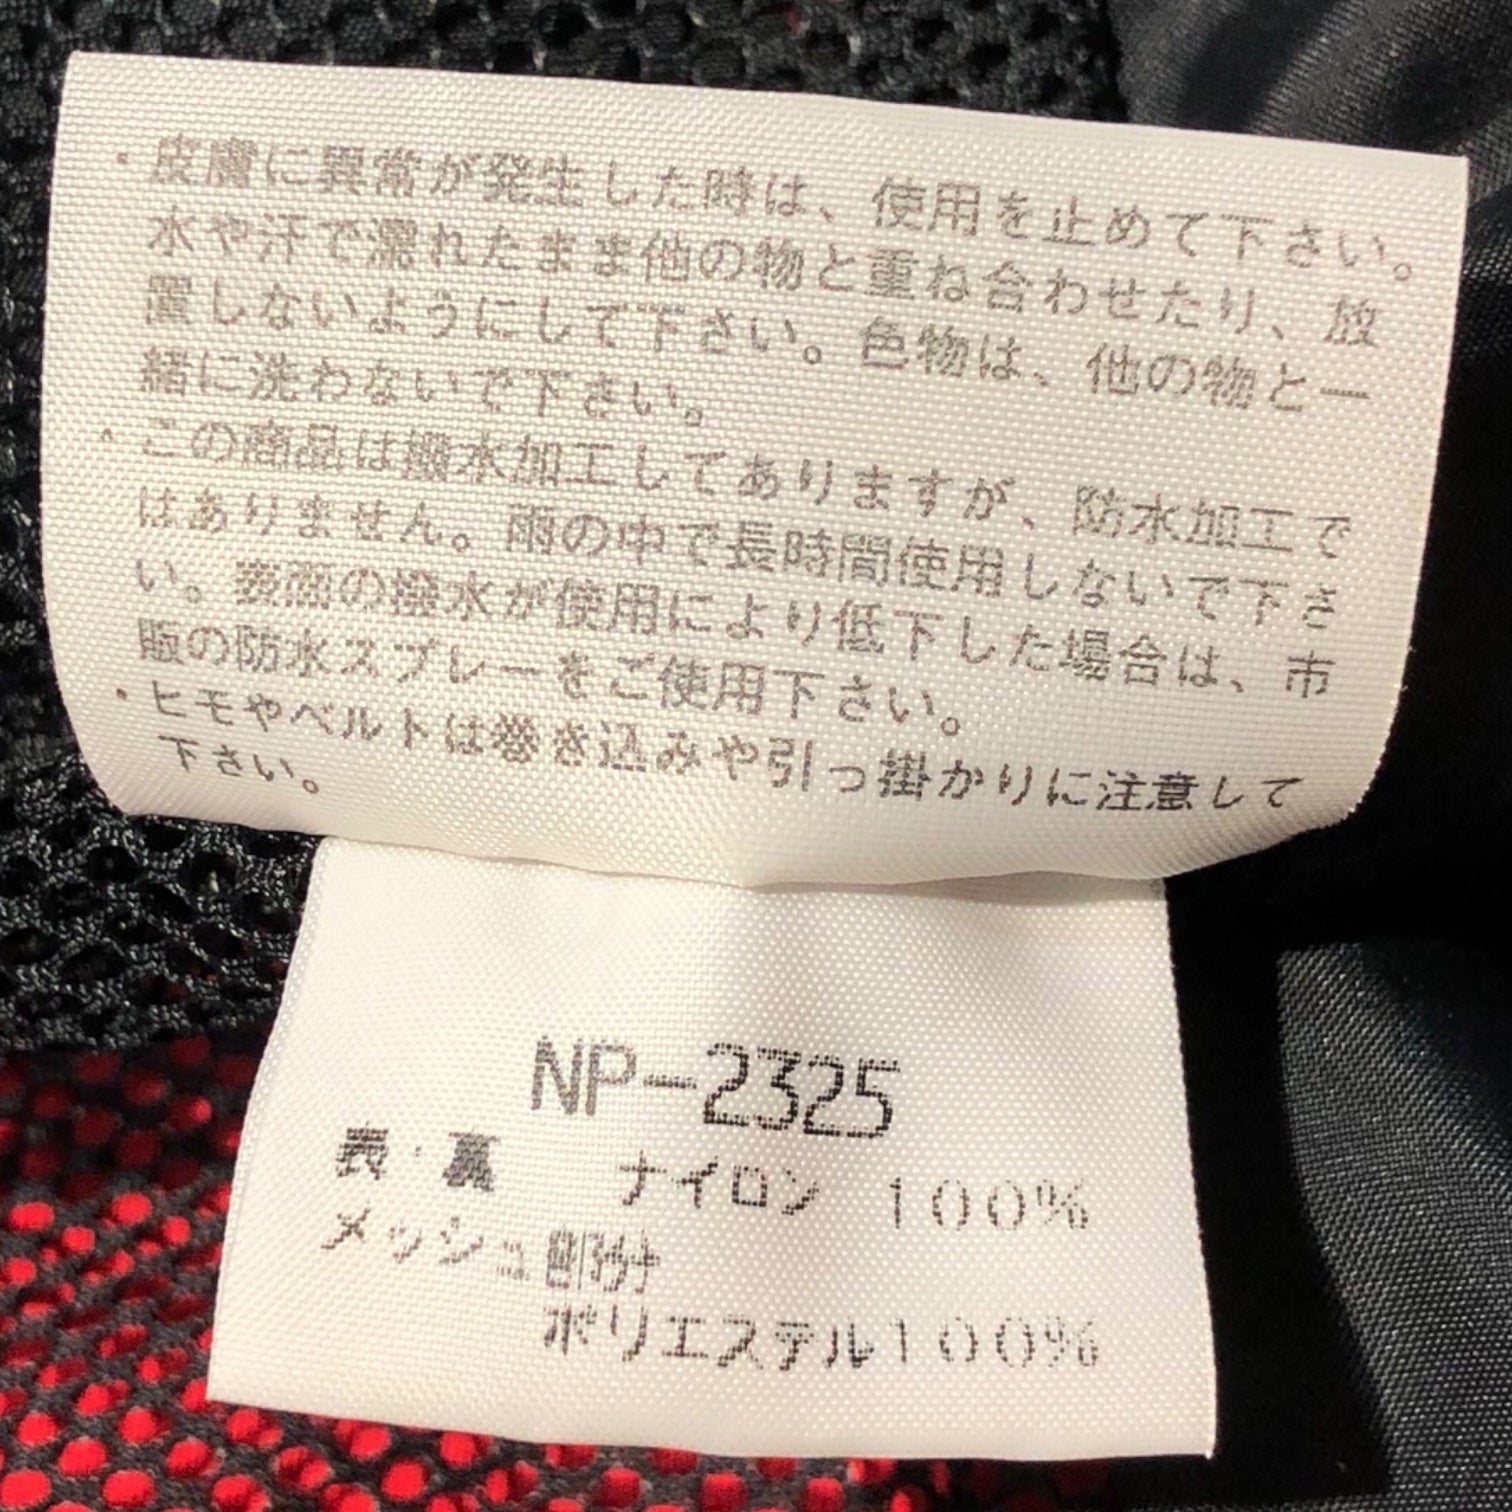 ・皮膚に異常が発生した時は、使用を止めて下さい。
水や汗で濡れたまま他の物と重ね合わせたり、放
置しないようにして下さい。色物は、他の物と一
緒に洗わないで下さい。
・この商品は撥水加工してありますが、防水加工で
はありません。雨の中で長時間使用しないで下さ
い。表面の撥水が使用により低下した場合は、市
販の防水スプレーをご使用下さい。
・ヒモやベルトは巻き込みや引っ掛かりに注意して
下さい。
NP-2325
表・裏 ナイロン 100%
メッシュ部分
ポリエステル100%